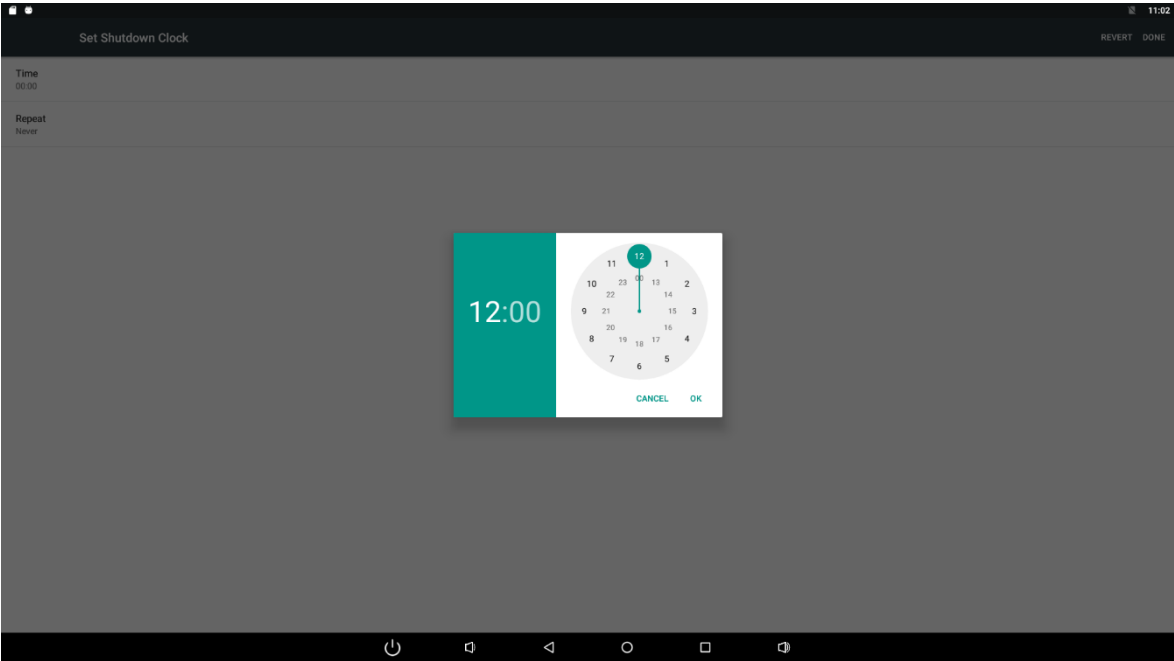 11:02
Set Shutdown Clock
REVERT DONE
Time
00:00
Repeat
Never
12:00
12
11 1
23 00 13
10 2
22 14
9 21 15 3
20 16
8 19 18 17 4
7 5
6
CANCEL OK